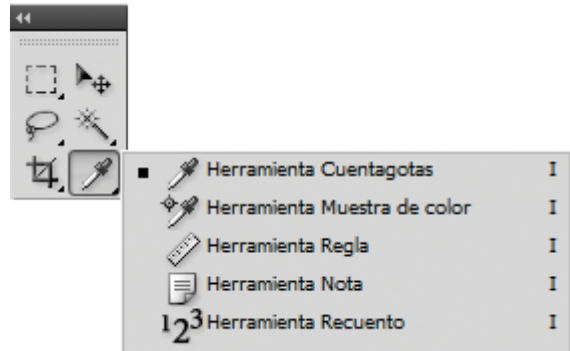 Herramienta Cuentagotas I
Herramienta Muestra de color I
Herramienta Regla I
Herramienta Nota I
123 Herramienta Recuento I